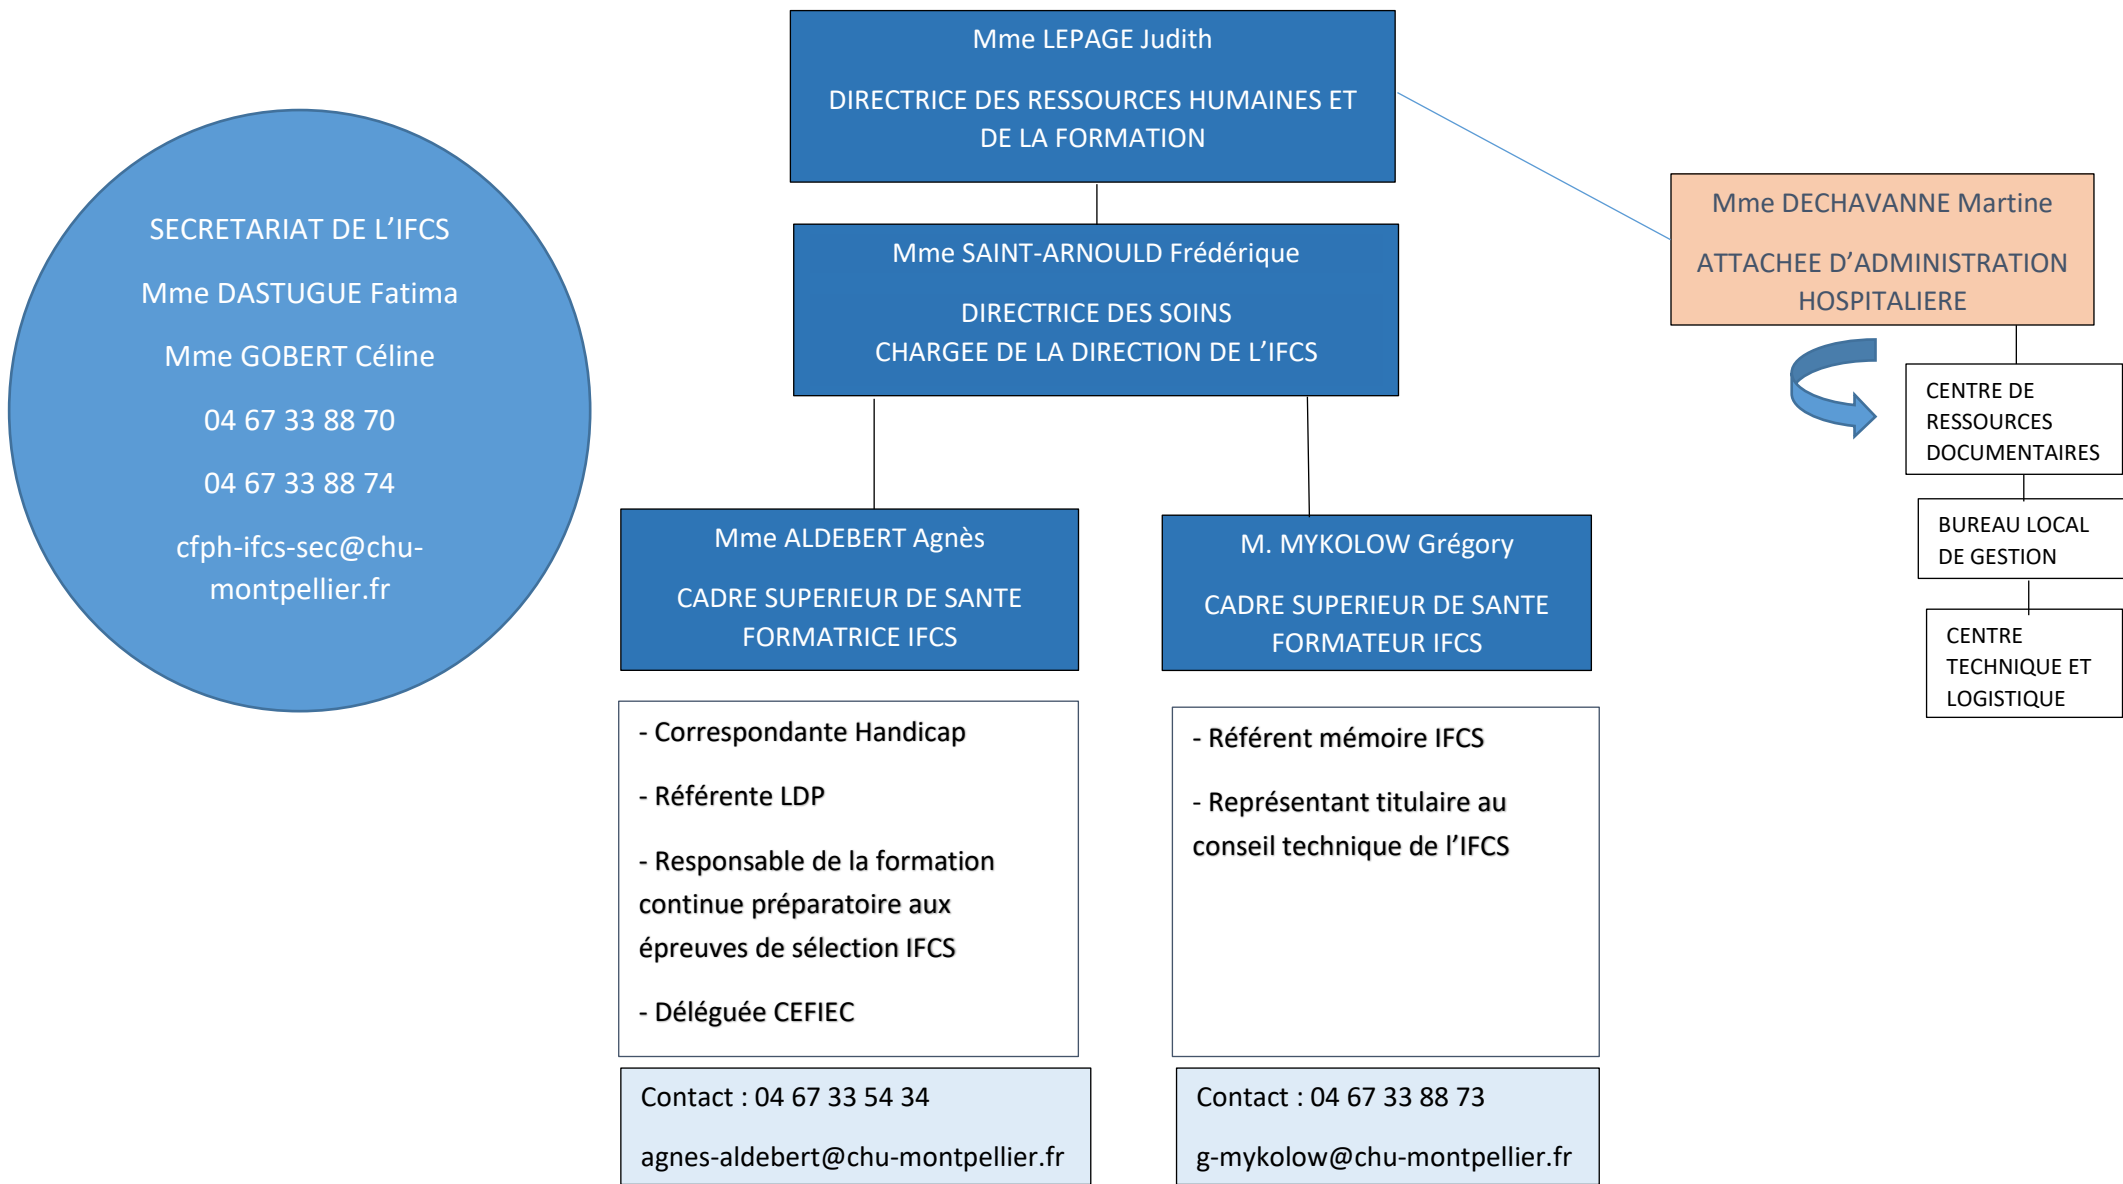 Mme LEPAGE Judith
DIRECTRICE DES RESSOURCES HUMAINES ET
DE LA FORMATION
SECRETARIAT DE L’IFCS
Mme DASTUGUE Fatima
Mme GOBERT Céline
04 67 33 88 70
04 67 33 88 74
cfph-ifcs-sec@chu-
montpellier.fr
Mme SAINT-ARNOULD Frédérique
DIRECTRICE DES SOINS
CHARGEE DE LA DIRECTION DE L’IFCS
Mme DECHAVANNE Martine
ATTACHEE D’ADMINISTRATION
HOSPITALIERE
CENTRE DE
RESSOURCES
DOCUMENTAIRES
BUREAU LOCAL
DE GESTION
CENTRE
TECHNIQUE ET
LOGISTIQUE
Mme ALDEBERT Agnès
CADRE SUPERIEUR DE SANTE
FORMATRICE IFCS
- Correspondante Handicap
- Référente LDP
- Responsable de la formation
continue préparatoire aux
épreuves de sélection IFCS
- Déléguée CEFIEC
Contact : 04 67 33 54 34
agnes-aldebert@chu-montpellier.fr
M. MYKOLOW Grégory
CADRE SUPERIEUR DE SANTE
FORMATEUR IFCS
- Référent mémoire IFCS
- Représentant titulaire au
conseil technique de l’IFCS
Contact : 04 67 33 88 73
g-mykolow@chu-montpellier.fr